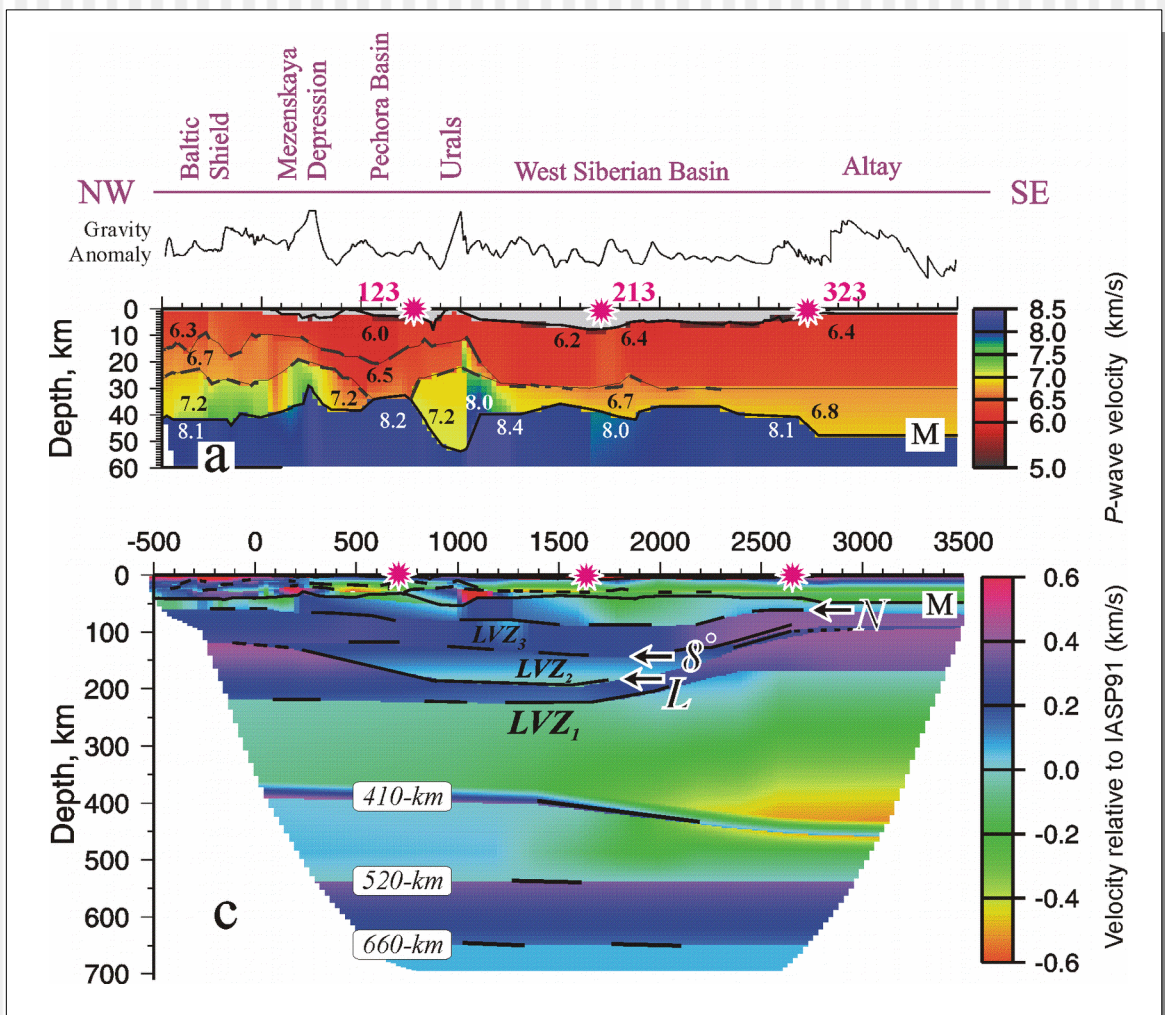 Baltic
Shield
Mezenskaya
Depression
Pechora Basin
Urals
West Siberian Basin
Altay
NW
SE
Gravity
Anomaly
123
213
323
0
10
20
30
40
50
60
Depth, km
6.3
6.7
7.2
8.1
6.0
6.5
7.2
8.2
7.2
8.0
8.4
6.2
6.4
6.7
8.0
6.4
6.8
8.1
M
a
8.5
8.0
7.5
7.0
6.5
6.0
5.0
P-wave velocity (km/s)
-500 0 500 1000 1500 2000 2500 3000 3500
0
100
200
300
400
500
600
700
Depth, km
M
N
8°
L
LVZ3
LVZ2
LVZ1
410-km
520-km
660-km
c
0.6
0.4
0.2
0.0
-0.2
-0.4
-0.6
Velocity relative to IASP91 (km/s)